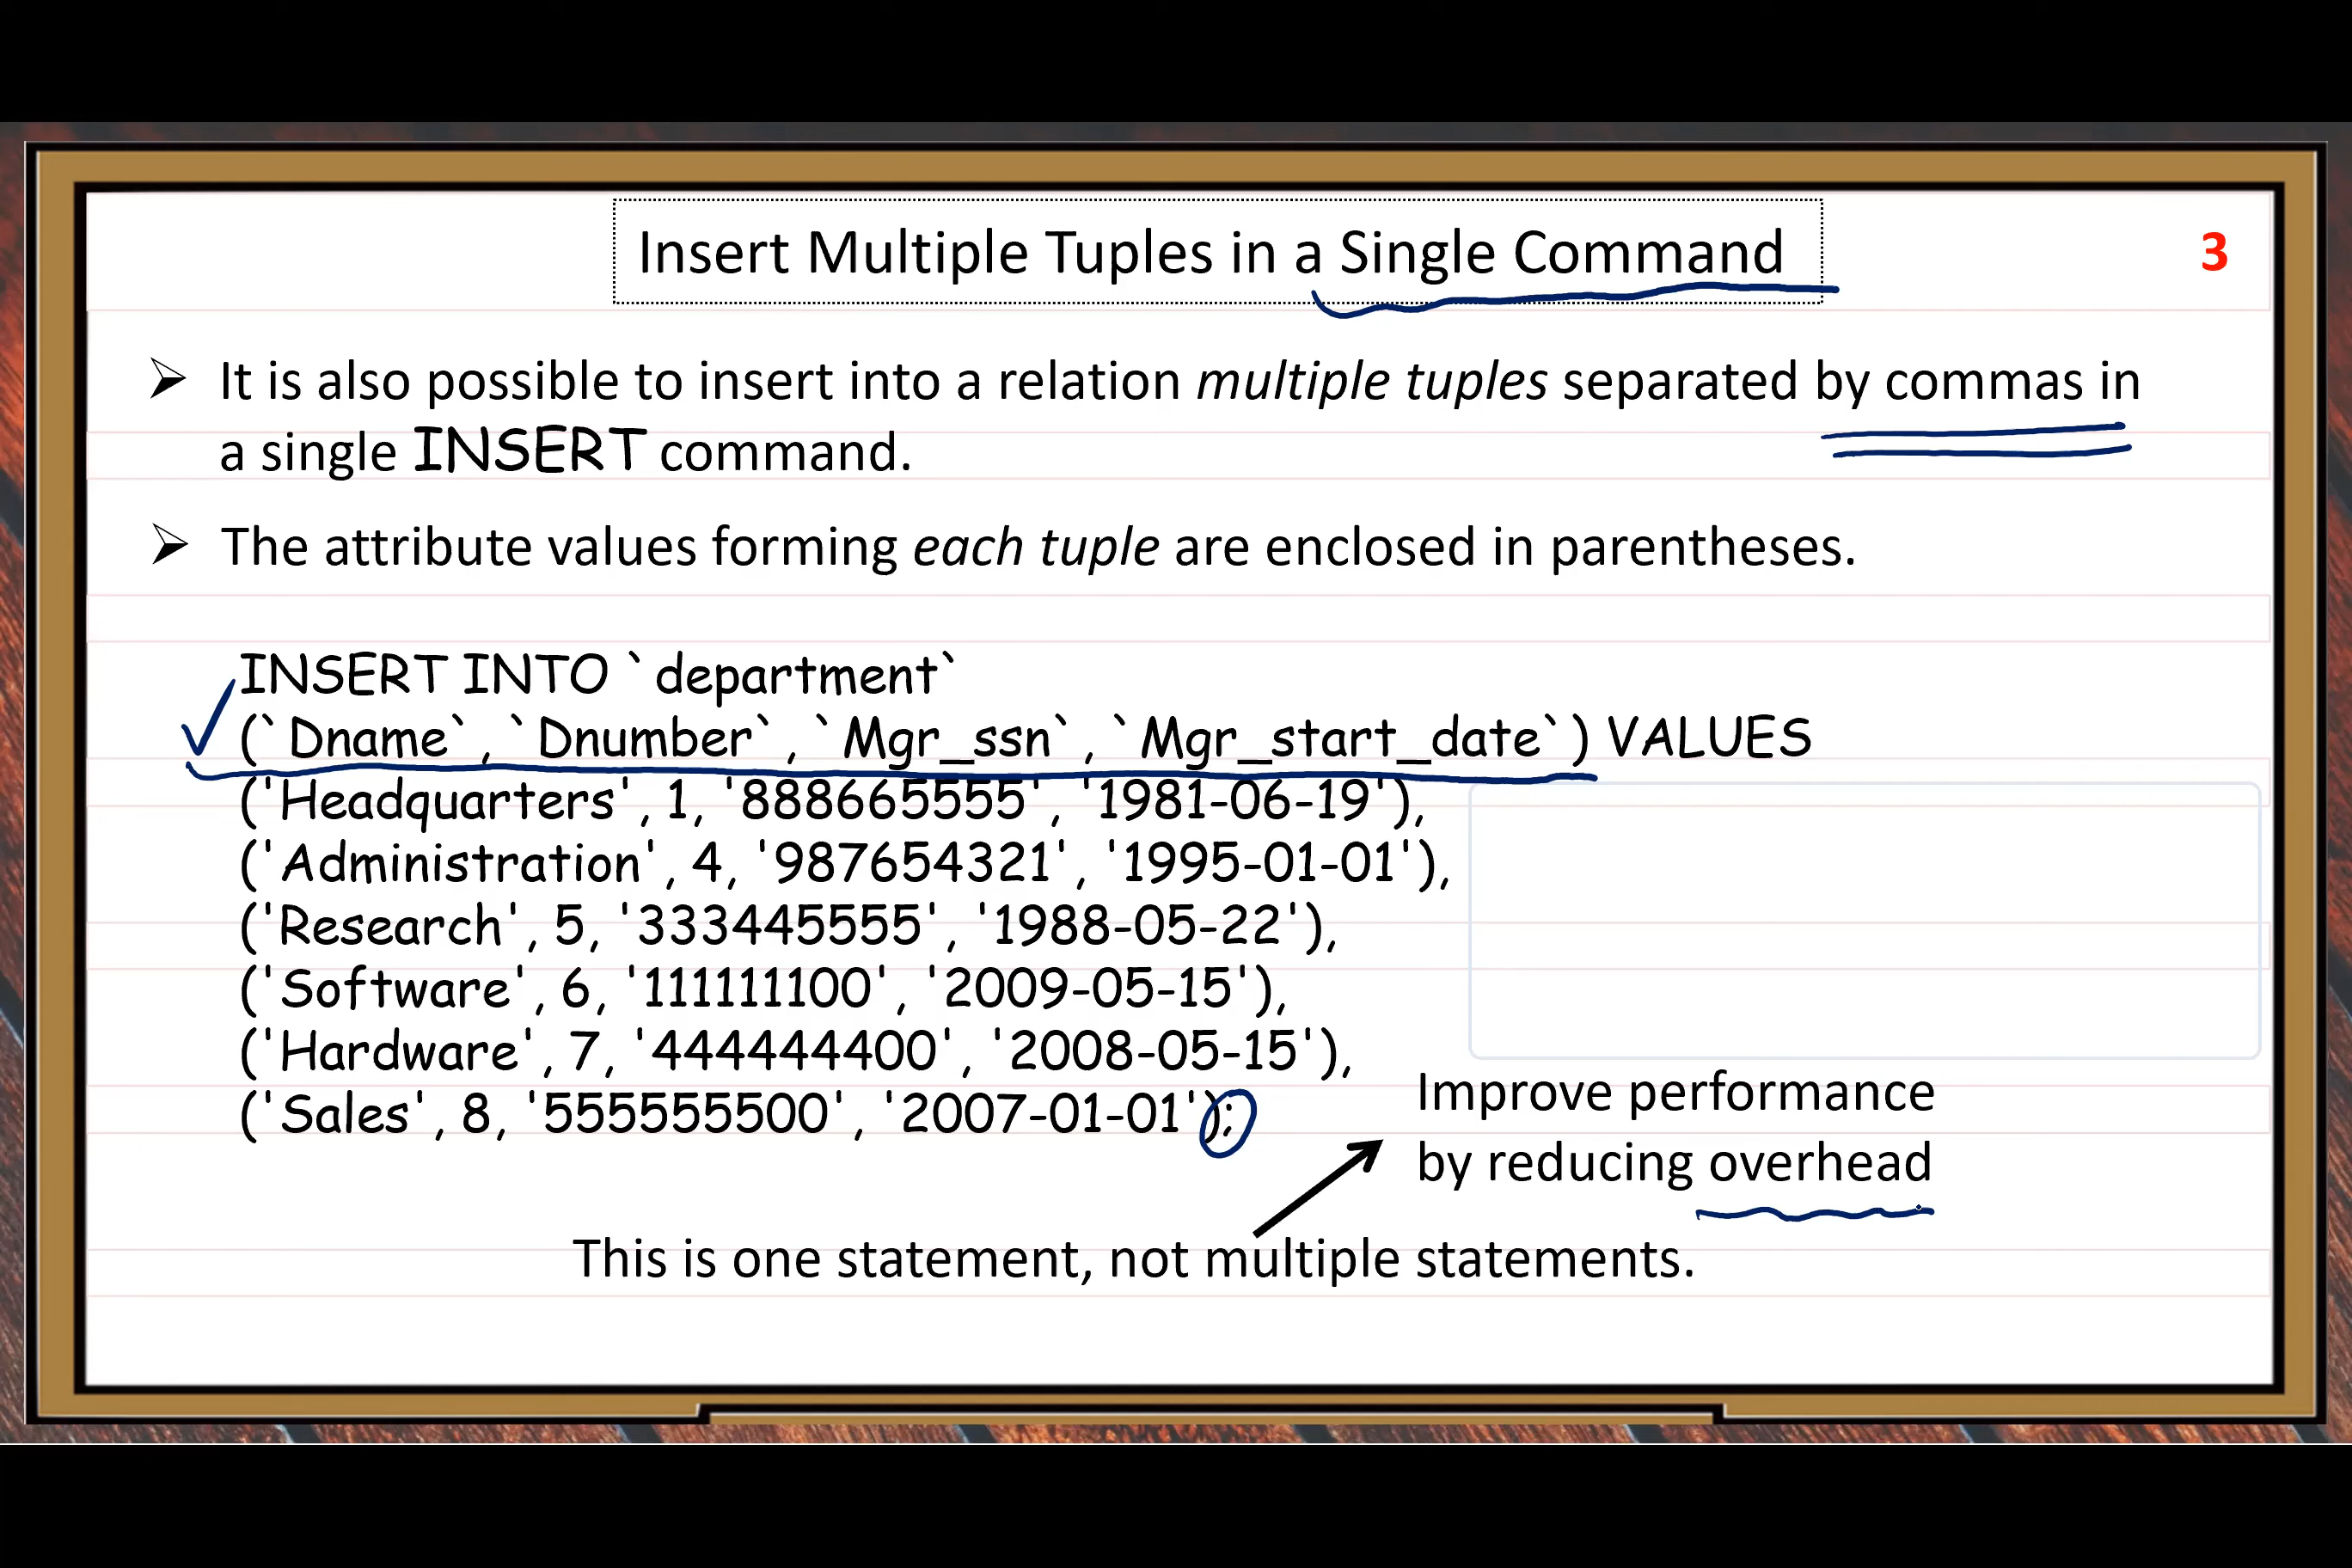 Insert Multiple Tuples in a Single Command
3
It is also possible to insert into a relation multiple tuples separated by commas in
a single INSERT command.
The attribute values forming each tuple are enclosed in parentheses.
INSERT INTO `department`
(`Dname`, `Dnumber`, `Mgr_ssn`, `Mgr_start_date`) VALUES
('Headquarters', 1, '888665555', '1981-06-19'),
('Administration', 4, '987654321', '1995-01-01'),
('Research', 5, '333445555', '1988-05-22'),
('Software', 6, '111111100', '2009-05-15'),
('Hardware', 7, '444444400', '2008-05-15'),
('Sales', 8, '555555500', '2007-01-01');
Improve performance
by reducing overhead
This is one statement, not multiple statements.